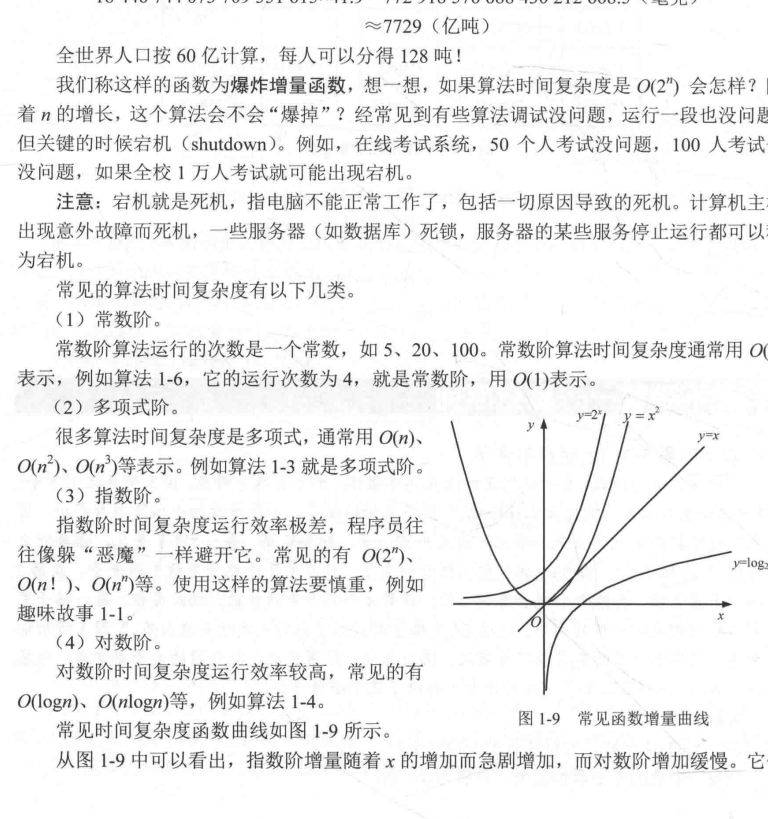 ≈7729（亿吨）
全世界人口按 60 亿计算，每人可以分得 128 吨！
我们称这样的函数为爆炸增量函数，想一想，如果算法时间复杂度是 O(2ⁿ) 会怎样？
着 n 的增长，这个算法会不会“爆掉”？经常见到有些算法调试没问题，运行一段也没问题
但关键的时候宕机（shutdown）。例如，在线考试系统，50 个人考试没问题，100 人考试
没问题，如果全校 1 万人考试就可能出现宕机。
注意：宕机就是死机，指电脑不能正常工作了，包括一切原因导致的死机。计算机主
出现意外故障而死机，一些服务器（如数据库）死锁，服务器的某些服务停止运行都可以
为宕机。
常见的算法时间复杂度有以下几类。
（1）常数阶。
常数阶算法运行的次数是一个常数，如 5、20、100。常数阶算法时间复杂度通常用 O(
表示，例如算法 1-6，它的运行次数为 4，就是常数阶，用 O(1)表示。
（2）多项式阶。
很多算法时间复杂度是多项式，通常用 O(n)、
O(n²)、O(n³)等表示。例如算法 1-3 就是多项式阶。
（3）指数阶。
指数阶时间复杂度运行效率极差，程序员往
往像躲“恶魔”一样避开它。常见的有 O(2ⁿ)、
O(n！)、O(nⁿ)等。使用这样的算法要慎重，例如
趣味故事 1-1。
（4）对数阶。
对数阶时间复杂度运行效率较高，常见的有
O(logn)、O(nlogn)等，例如算法 1-4。
常见时间复杂度函数曲线如图 1-9 所示。
y
y=2ˣ
y = x²
y=x
y=log₂
O
x
图 1-9 常见函数增量曲线
从图 1-9 中可以看出，指数阶增量随着 x 的增加而急剧增加，而对数阶增加缓慢。它